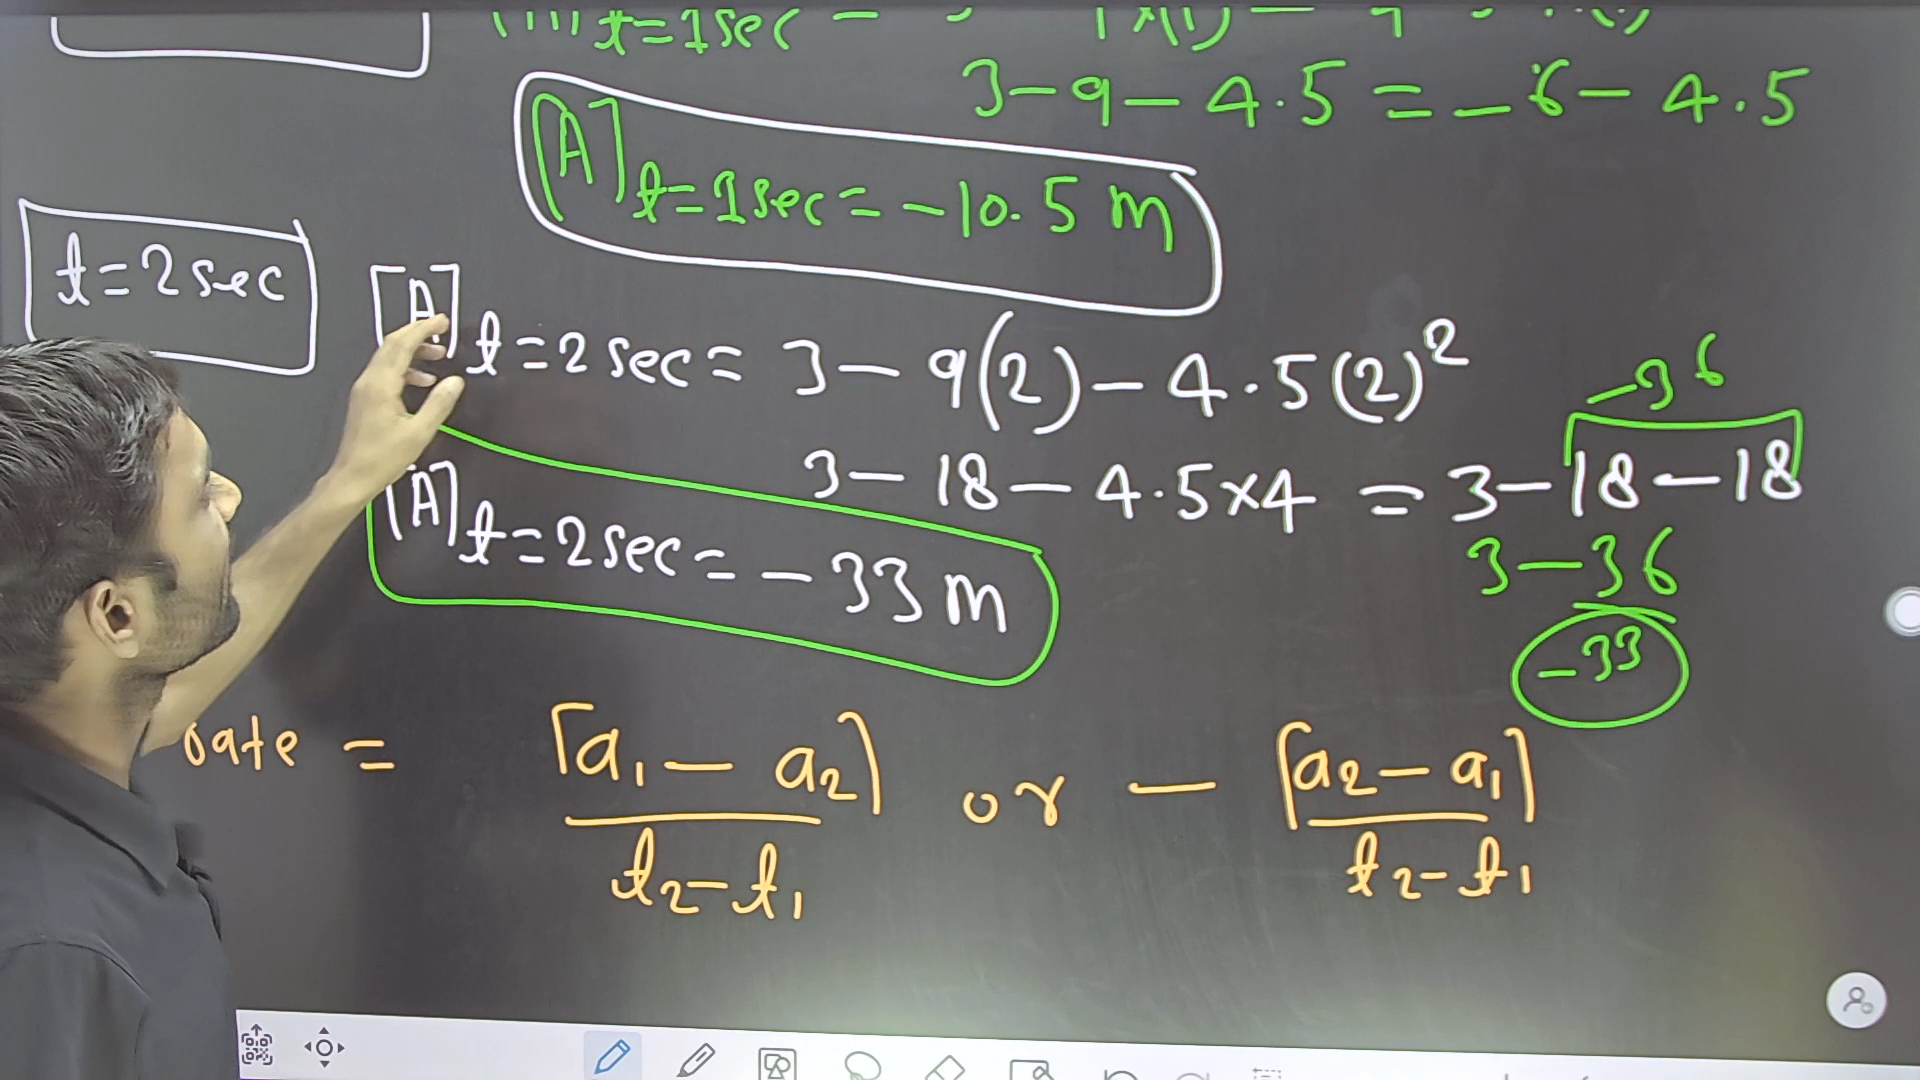 t=1sec
3-9-4.5 = -6-4.5
[A] t=1sec = -10.5 m
t=2sec
[A] t=2sec = 3-9(2)-4.5(2)²
-36
3-18-4.5×4 = 3-18-18
[A] t=2sec = -33 m
3-36
-33
rate = [a₁-a₂]/t₂-t₁ or -[a₂-a₁]/t₂-t₁